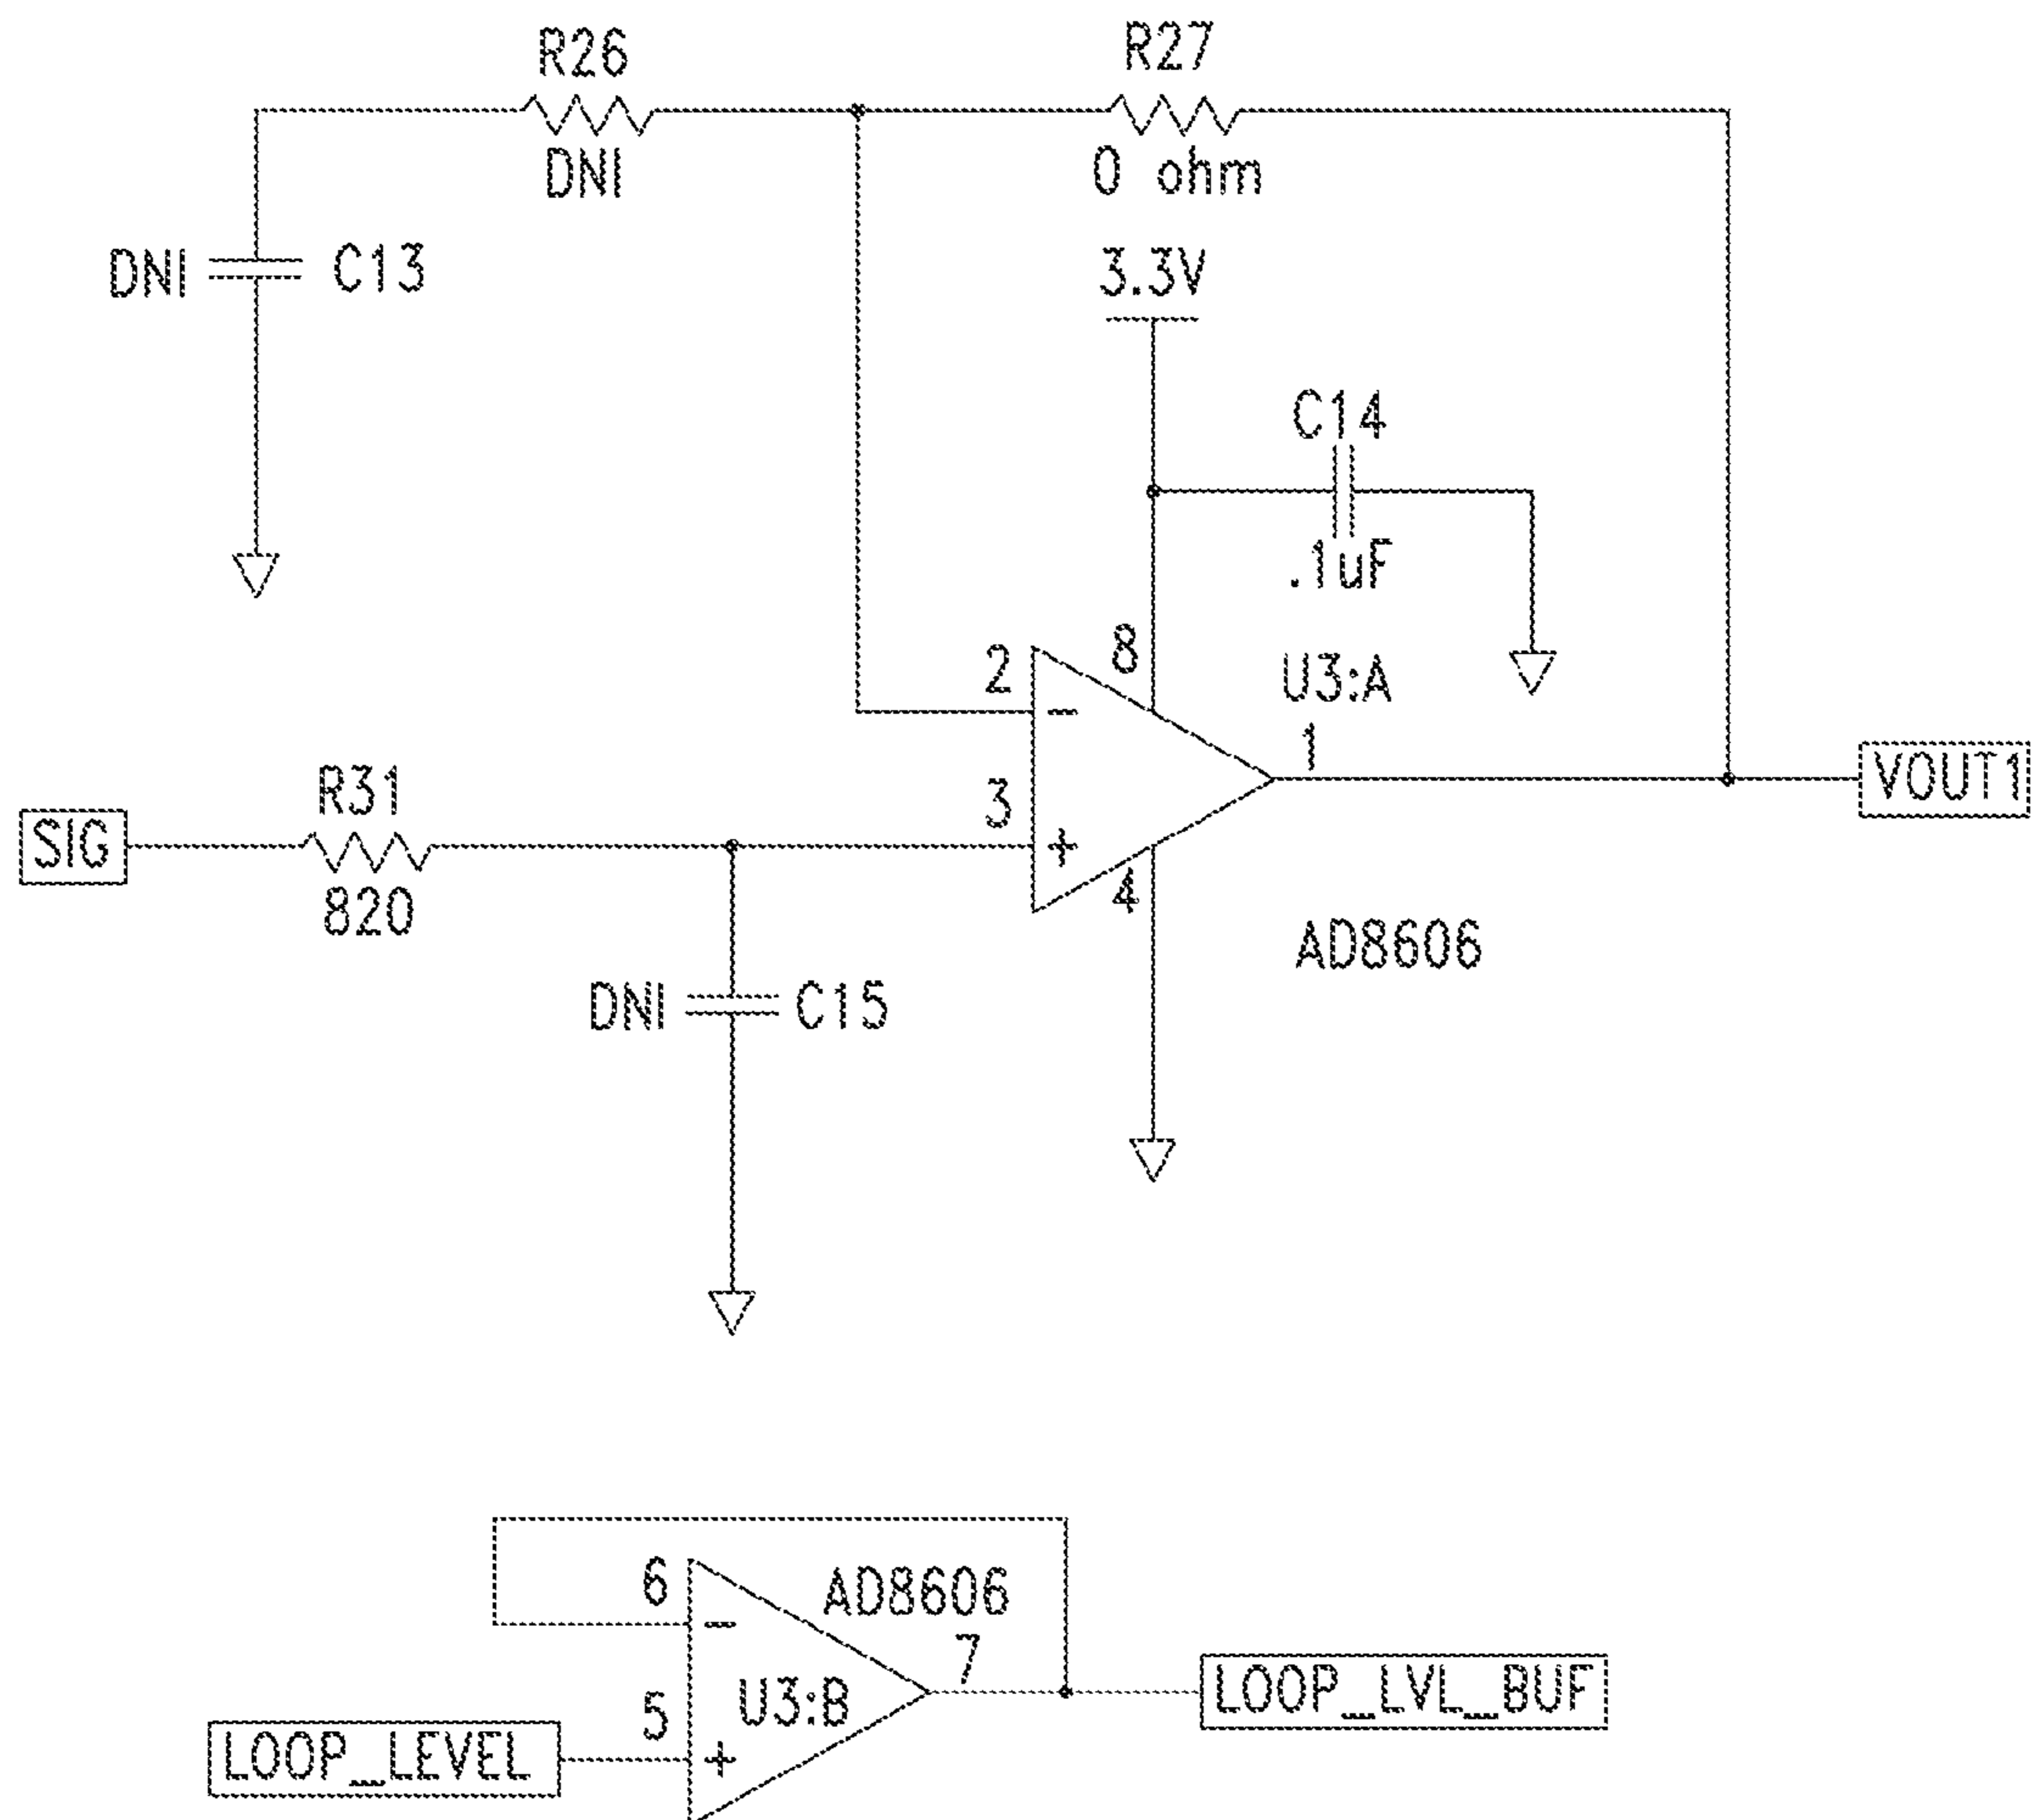 R26
R27
DNI
0 ohm
DNI
C13
3.3V
C14
.1uF
2
8
U3:A
1
3
VOUT1
R31
SIG
820
4
AD8606
DNI
C15
6
AD8606
7
5
U3:B
LOOP_LVL_BUF
LOOP_LEVEL